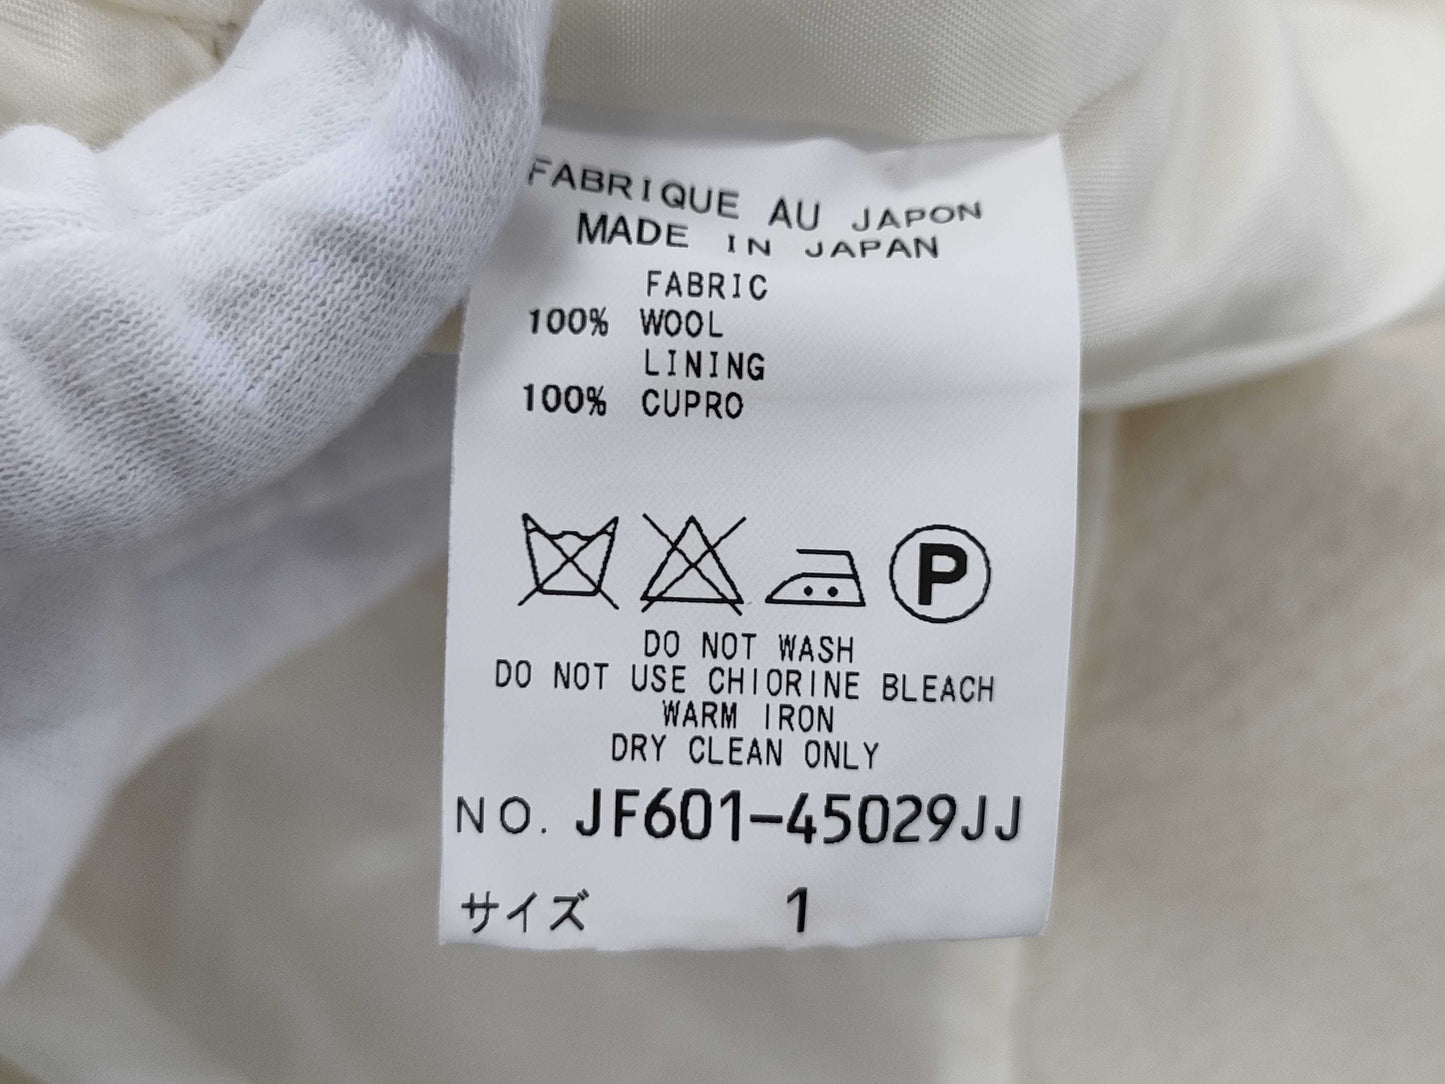 FABRIQUE AU JAPON
MADE IN JAPAN
FABRIC
100% WOOL
LINING
100% CUPRO
P
DO NOT WASH
DO NOT USE CHIORINE BLEACH
WARM IRON
DRY CLEAN ONLY
NO. JF601-45029JJ
サイズ 1